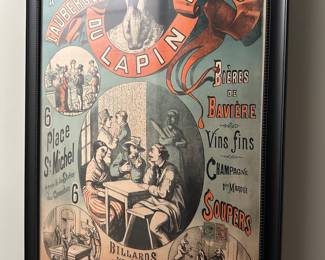 A
L'AUBERGE
DU LAPIN
BIÈRES
DE
BAVIÈRE
VINS FINS
CHAMPAGNE
1re MARQUE
SOUPERS
6
Place
St Michel
6
BILLARDS